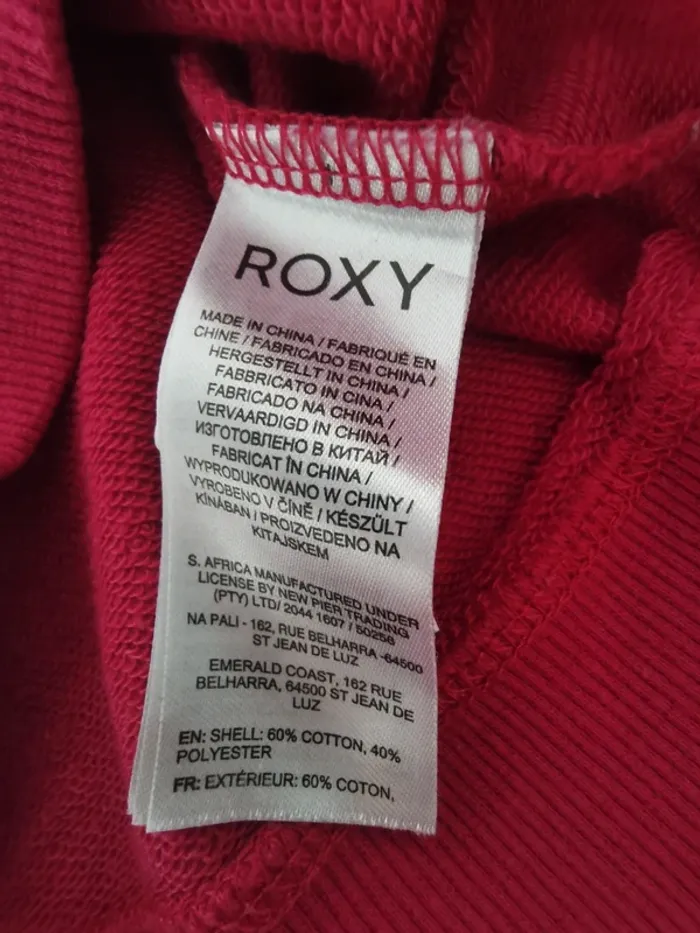 ROXY
MADE IN CHINA / FABRIQUÉ EN
CHINE / FABRICADO EN CHINA /
HERGESTELLT IN CHINA /
FABBRICATO IN CINA /
FABRICADO NA CHINA /
VERVAARDIGD IN CHINA /
ИЗГОТОВЛЕНО В КИТАЙ /
FABRICAT ÎN CHINA /
WYPRODUKOWANO W CHINY /
VYROBENO V ČÍNĚ / KÉSZÜLT
KÍNÁBAN / PROIZVEDENO NA
KITAJSKEM
S. AFRICA MANUFACTURED UNDER
LICENSE BY NEW PIER TRADING
(PTY) LTD/ 2044 1607 / 50256
NA PALI - 162, RUE BELHARRA -64500
ST JEAN DE LUZ
EMERALD COAST, 162 RUE
BELHARRA, 64500 ST JEAN DE
LUZ
EN: SHELL: 60% COTTON, 40%
POLYESTER
FR: EXTÉRIEUR: 60% COTON,